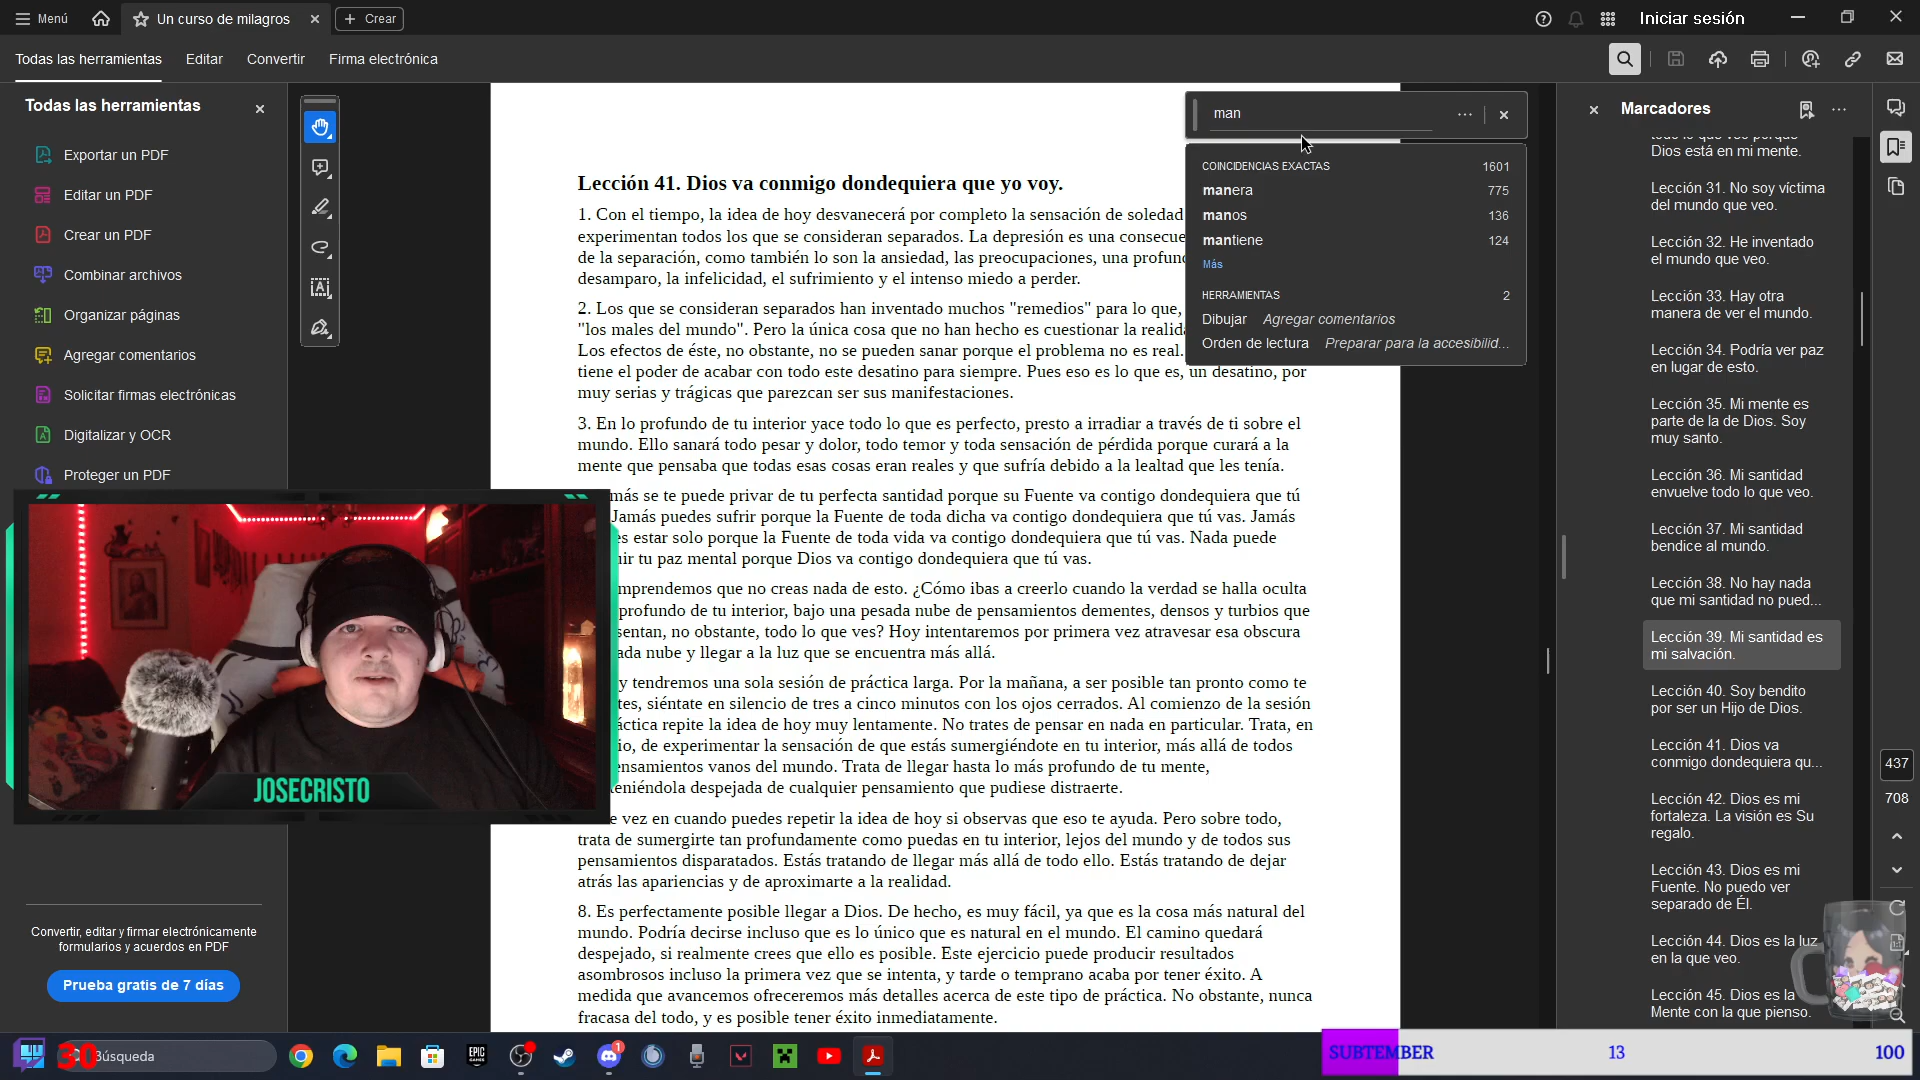 Menú
Un curso de milagros
Crear
Iniciar sesión
Todas las herramientas
Editar
Convertir
Firma electrónica
Todas las herramientas
Exportar un PDF
Editar un PDF
Crear un PDF
Combinar archivos
Organizar páginas
Agregar comentarios
Solicitar firmas electrónicas
Digitalizar y OCR
Proteger un PDF
JOSECRISTO
Convertir, editar y firmar electrónicamente
formularios y acuerdos en PDF
Prueba gratis de 7 días
Lección 41. Dios va conmigo dondequiera que yo voy.
1. Con el tiempo, la idea de hoy desvanecerá por completo la sensación de soledad
experimentan todos los que se consideran separados. La depresión es una consecue
de la separación, como también lo son la ansiedad, las preocupaciones, una profund
desamparo, la infelicidad, el sufrimiento y el intenso miedo a perder.
2. Los que se consideran separados han inventado muchos "remedios" para lo que,
"los males del mundo". Pero la única cosa que no han hecho es cuestionar la realida
Los efectos de éste, no obstante, no se pueden sanar porque el problema no es real.
tiene el poder de acabar con todo este desatino para siempre. Pues eso es lo que es, un desatino, por
muy serias y trágicas que parezcan ser sus manifestaciones.
3. En lo profundo de tu interior yace todo lo que es perfecto, presto a irradiar a través de ti sobre el
mundo. Ello sanará todo pesar y dolor, todo temor y toda sensación de pérdida porque curará a la
mente que pensaba que todas esas cosas eran reales y que sufría debido a la lealtad que les tenía.
más se te puede privar de tu perfecta santidad porque su Fuente va contigo dondequiera que tú
Jamás puedes sufrir porque la Fuente de toda dicha va contigo dondequiera que tú vas. Jamás
es estar solo porque la Fuente de toda vida va contigo dondequiera que tú vas. Nada puede
uir tu paz mental porque Dios va contigo dondequiera que tú vas.
mprendemos que no creas nada de esto. ¿Cómo ibas a creerlo cuando la verdad se halla oculta
profundo de tu interior, bajo una pesada nube de pensamientos dementes, densos y turbios que
sentan, no obstante, todo lo que ves? Hoy intentaremos por primera vez atravesar esa obscura
ada nube y llegar a la luz que se encuentra más allá.
y tendremos una sola sesión de práctica larga. Por la mañana, a ser posible tan pronto como te
tes, siéntate en silencio de tres a cinco minutos con los ojos cerrados. Al comienzo de la sesión
áctica repite la idea de hoy muy lentamente. No trates de pensar en nada en particular. Trata, en
io, de experimentar la sensación de que estás sumergiéndote en tu interior, más allá de todos
ensamientos vanos del mundo. Trata de llegar hasta lo más profundo de tu mente,
eniéndola despejada de cualquier pensamiento que pudiese distraerte.
e vez en cuando puedes repetir la idea de hoy si observas que eso te ayuda. Pero sobre todo,
trata de sumergirte tan profundamente como puedas en tu interior, lejos del mundo y de todos sus
pensamientos disparatados. Estás tratando de llegar más allá de todo ello. Estás tratando de dejar
atrás las apariencias y de aproximarte a la realidad.
8. Es perfectamente posible llegar a Dios. De hecho, es muy fácil, ya que es la cosa más natural del
mundo. Podría decirse incluso que es lo único que es natural en el mundo. El camino quedará
despejado, si realmente crees que ello es posible. Este ejercicio puede producir resultados
asombrosos incluso la primera vez que se intenta, y tarde o temprano acaba por tener éxito. A
medida que avancemos ofreceremos más detalles acerca de este tipo de práctica. No obstante, nunca
fracasa del todo, y es posible tener éxito inmediatamente.
man
COINCIDENCIAS EXACTAS 1601
manera 775
manos 136
mantiene 124
Más
HERRAMIENTAS 2
Dibujar Agregar comentarios
Orden de lectura Preparar para la accesibilid...
Marcadores
Dios está en mi mente.
Lección 31. No soy víctima
del mundo que veo.
Lección 32. He inventado
el mundo que veo.
Lección 33. Hay otra
manera de ver el mundo.
Lección 34. Podría ver paz
en lugar de esto.
Lección 35. Mi mente es
parte de la de Dios. Soy
muy santo.
Lección 36. Mi santidad
envuelve todo lo que veo.
Lección 37. Mi santidad
bendice al mundo.
Lección 38. No hay nada
que mi santidad no pued...
Lección 39. Mi santidad es
mi salvación.
Lección 40. Soy bendito
por ser un Hijo de Dios.
Lección 41. Dios va
conmigo dondequiera qu...
Lección 42. Dios es mi
fortaleza. La visión es Su
regalo.
Lección 43. Dios es mi
Fuente. No puedo ver
separado de Él.
Lección 44. Dios es la luz
en la que veo.
Lección 45. Dios es la
Mente con la que pienso.
437
708
30
Búsqueda
EPIC
GAMES
1
SUBTEMBER 13 100